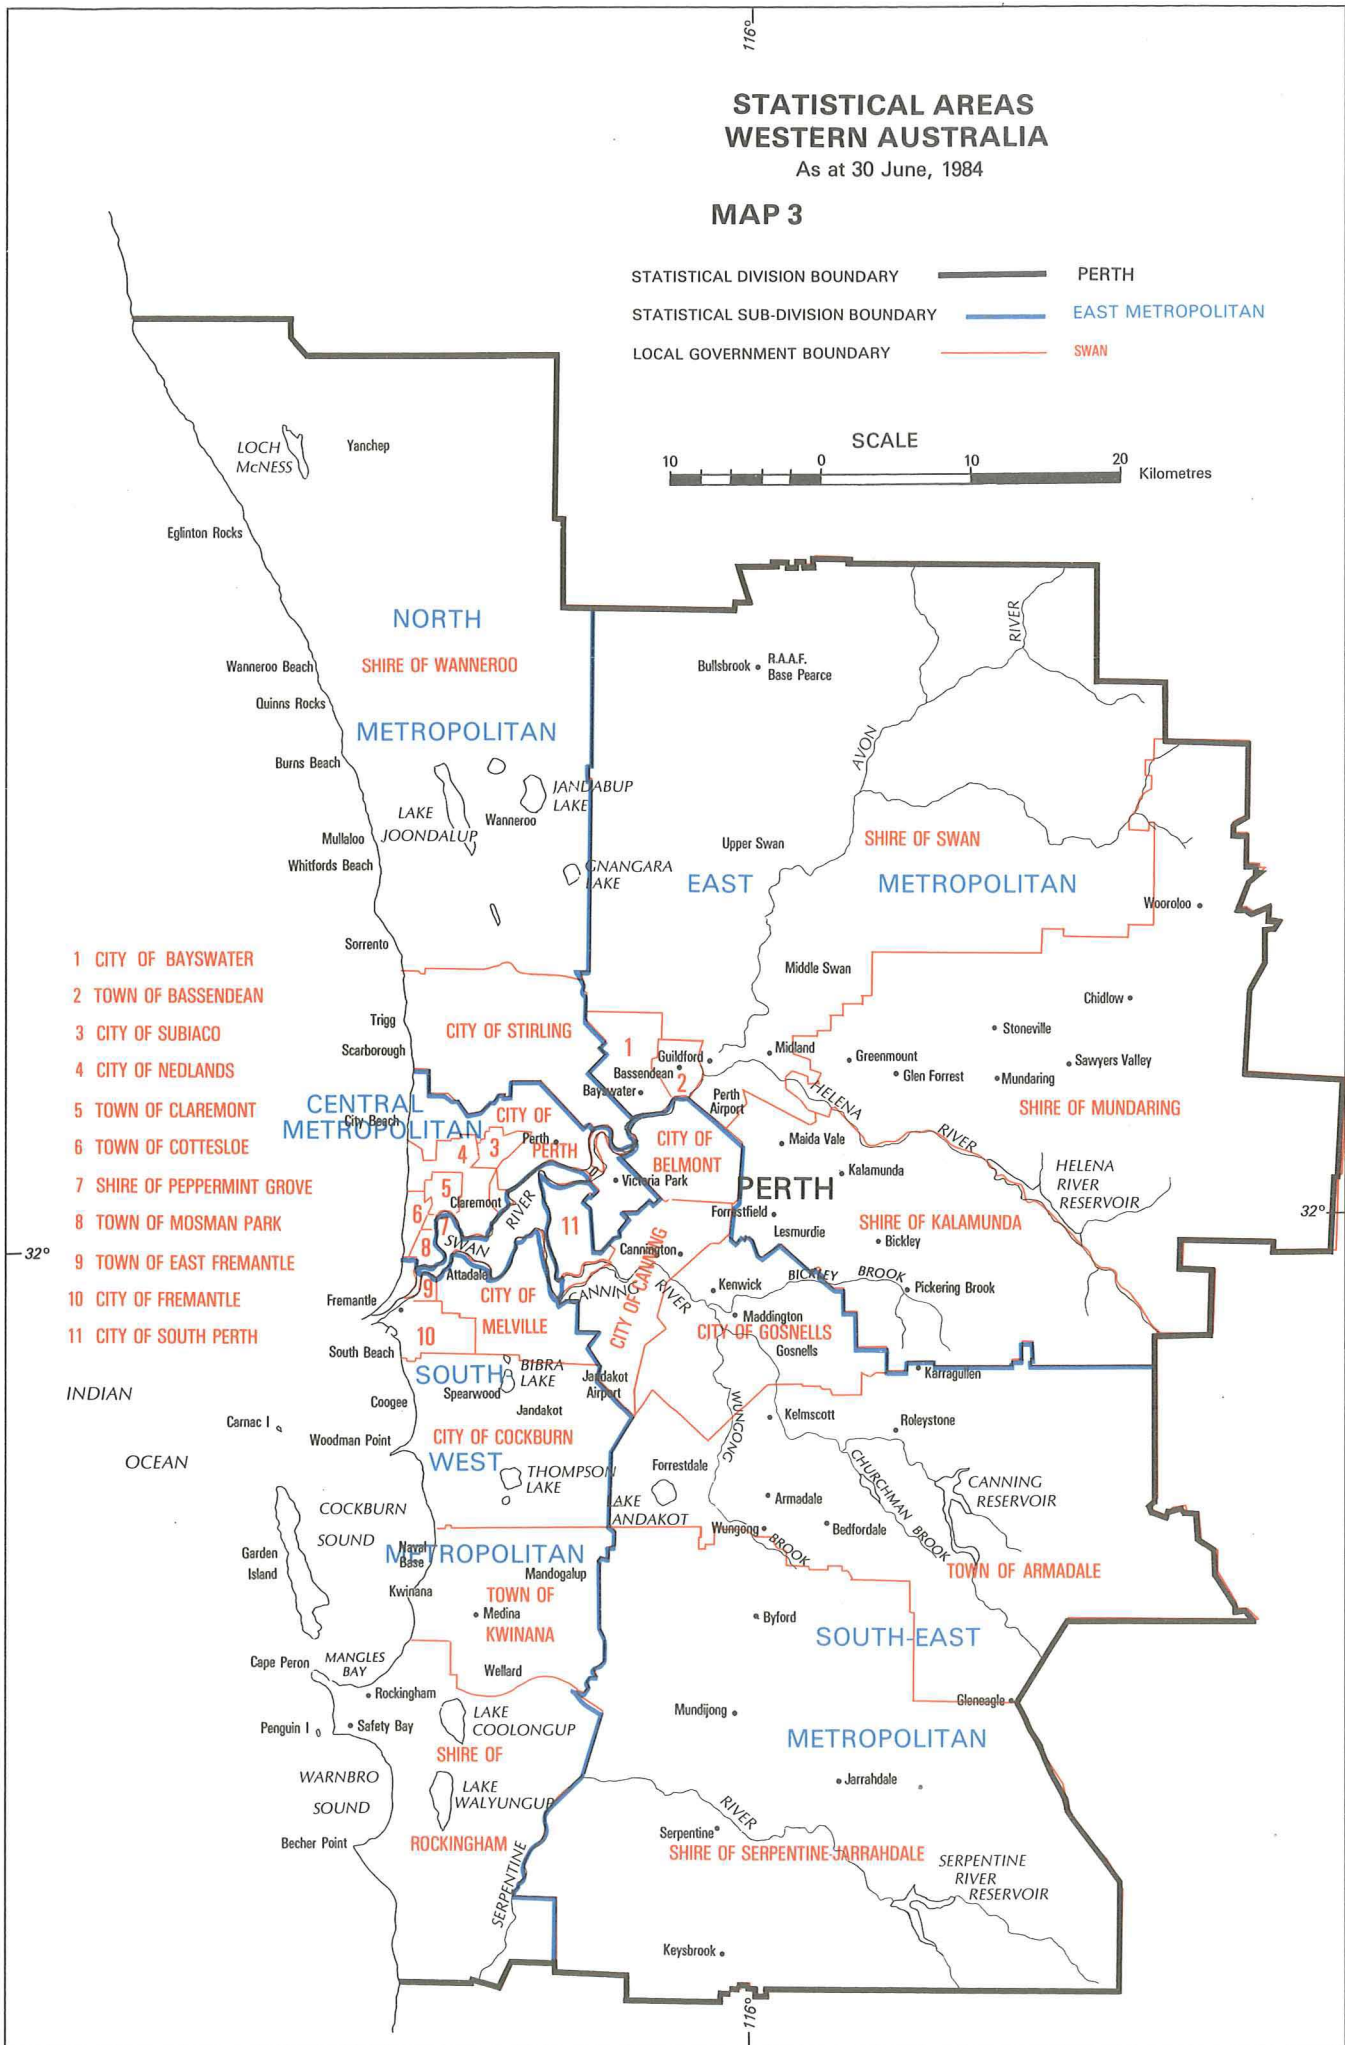 116°
STATISTICAL AREAS
WESTERN AUSTRALIA
As at 30 June, 1984
MAP 3
STATISTICAL DIVISION BOUNDARY
PERTH
STATISTICAL SUB-DIVISION BOUNDARY
EAST METROPOLITAN
LOCAL GOVERNMENT BOUNDARY
SWAN
SCALE
10 0 10 20
Kilometres
LOCH
McNESS
Yanchep
Eglinton Rocks
NORTH
SHIRE OF WANNEROO
Wanneroo Beach
Quinns Rocks
METROPOLITAN
Burns Beach
JANDABUP
LAKE
LAKE
JOONDALUP
Wanneroo
Mullaloo
Whitfords Beach
GNANGARA
LAKE
Sorrento
Bullsbrook
R.A.A.F.
Base Pearce
RIVER
AVON
Upper Swan
SHIRE OF SWAN
EAST
METROPOLITAN
Wooroloo
Middle Swan
Chidlow
Stoneville
Sawyers Valley
Midland
Greenmount
Glen Forrest
Mundaring
SHIRE OF MUNDARING
1 CITY OF BAYSWATER
2 TOWN OF BASSENDEAN
3 CITY OF SUBIACO
4 CITY OF NEDLANDS
5 TOWN OF CLAREMONT
6 TOWN OF COTTESLOE
7 SHIRE OF PEPPERMINT GROVE
8 TOWN OF MOSMAN PARK
9 TOWN OF EAST FREMANTLE
10 CITY OF FREMANTLE
11 CITY OF SOUTH PERTH
Trigg
Scarborough
CITY OF STIRLING
1
Guildford
Bassendean
2
Bayswater
Perth
Airport
HELENA
RIVER
CENTRAL
City Beach
METROPOLITAN
CITY OF
PERTH
Perth
4
3
CITY OF
BELMONT
Maida Vale
Kalamunda
HELENA
RIVER
RESERVOIR
Victoria Park
PERTH
5
Claremont
6
7
8
SWAN
RIVER
11
Forrestfield
Lesmurdie
SHIRE OF KALAMUNDA
Bickley
32°
32°
Cannington
CITY OF CANNING
Attadale
9
CITY OF
MELVILLE
CANNING
RIVER
Kenwick
BICKLEY
BROOK
Pickering Brook
Fremantle
10
Maddington
CITY OF GOSNELLS
Gosnells
South Beach
SOUTH
BIBRA
LAKE
Spearwood
Jandakot
Airport
Karragullen
Coogee
Jandakot
INDIAN
OCEAN
Carnac I
Woodman Point
CITY OF COCKBURN
WEST
THOMPSON
LAKE
Forrestdale
LAKE
ANDAKOT
WUNGONG
BROOK
Kelmscott
Roleystone
CHURCHMAN BROOK
CANNING
RESERVOIR
Armadale
Bedfordale
Wungong
COCKBURN
SOUND
Garden
Island
Naval
Base
METROPOLITAN
Mandogalup
TOWN OF ARMADALE
Kwinana
TOWN OF
KWINANA
Medina
Byford
SOUTH-EAST
Wellard
Cape Peron
MANGLES
BAY
Rockingham
Gleneagle
LAKE
COOLONGUP
Mundijong
Penguin I
Safety Bay
METROPOLITAN
SHIRE OF
ROCKINGHAM
WARNBRO
SOUND
LAKE
WALYUNGUP
Jarrahdale
RIVER
Serpentine
SHIRE OF SERPENTINE-JARRAHDALE
Becher Point
SERPENTINE
SERPENTINE
RIVER
RESERVOIR
Keysbrook
116°